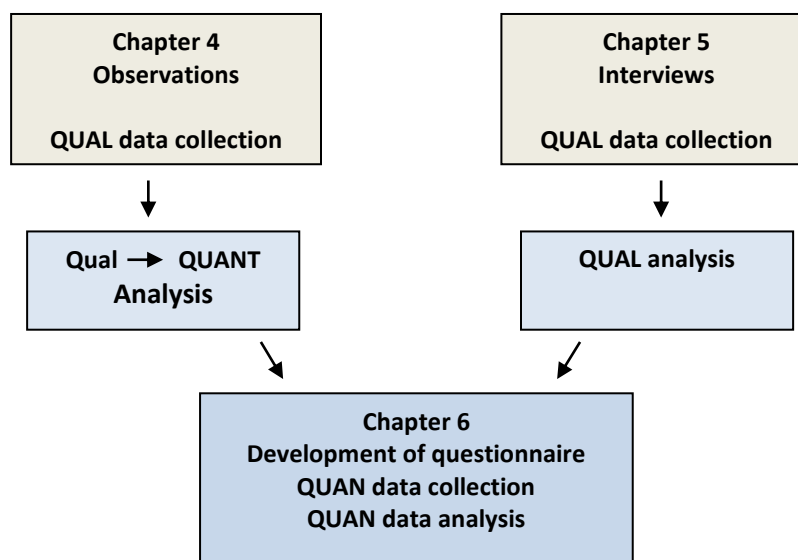 Chapter 4
Observations
QUAL data collection
Chapter 5
Interviews
QUAL data collection
Qual → QUANT
Analysis
QUAL analysis
Chapter 6
Development of questionnaire
QUAN data collection
QUAN data analysis